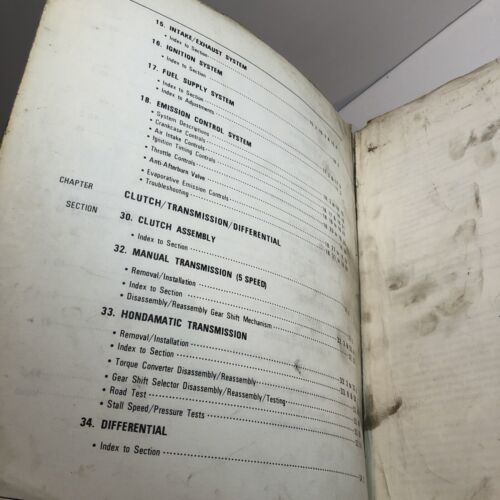 15. INTAKE/EXHAUST SYSTEM
• Index to Section
16. IGNITION SYSTEM
• Index to Section
17. FUEL SUPPLY SYSTEM
• Index to Section
• Index to Adjustments
18. EMISSION CONTROL SYSTEM
• System Descriptions
• Crankcase Controls
• Air Intake Controls
• Ignition Timing Controls
• Throttle Controls
• Anti-Afterburn Valve
• Evaporative Emission Controls
• Troubleshooting
CHAPTER CLUTCH/TRANSMISSION/DIFFERENTIAL
SECTION 30. CLUTCH ASSEMBLY
• Index to Section
32. MANUAL TRANSMISSION (5 SPEED)
• Removal/Installation
• Index to Section
• Disassembly/Reassembly Gear Shift Mechanism
33. HONDAMATIC TRANSMISSION
• Removal/Installation
• Index to Section
• Torque Converter Disassembly/Reassembly
• Gear Shift Selector Disassembly/Reassembly/Testing
• Road Test
• Stall Speed/Pressure Tests
34. DIFFERENTIAL
• Index to Section